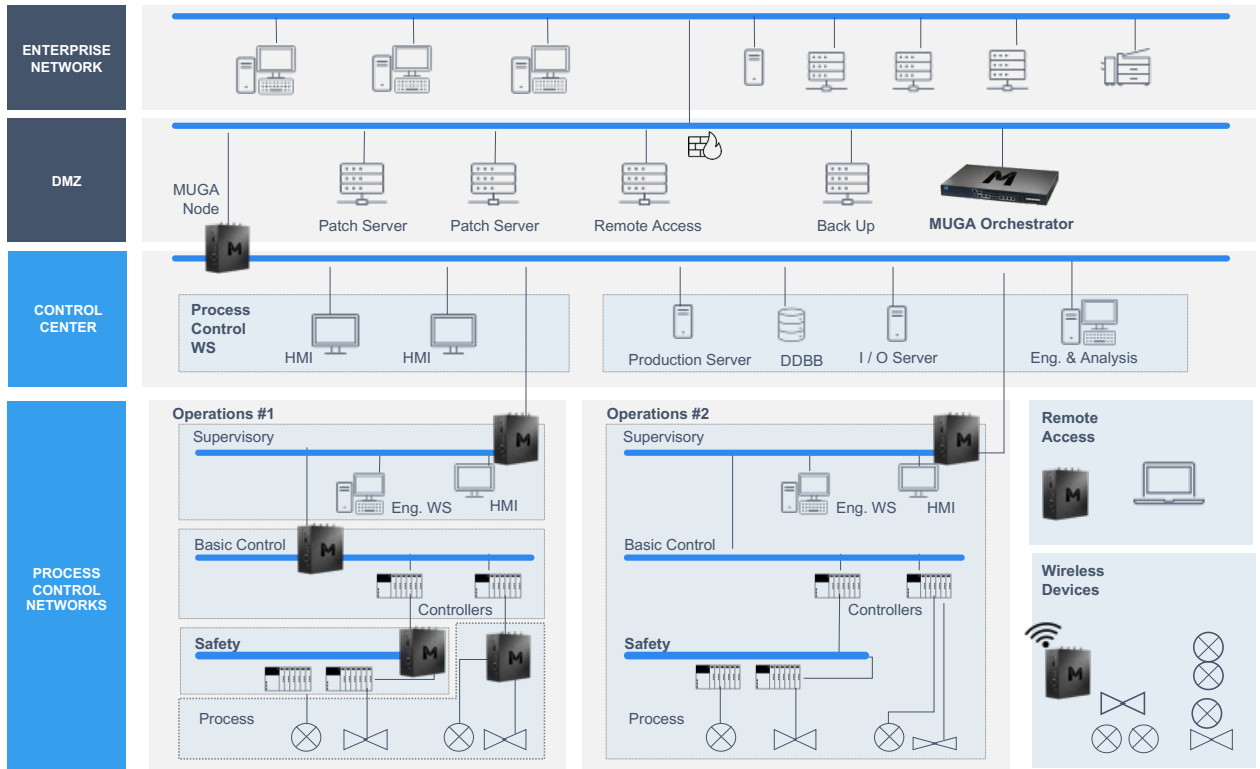 ENTERPRISE
NETWORK
DMZ
MUGA
Node
M
Patch Server
Patch Server
Remote Access
Back Up
M
MUGA Orchestrator
CONTROL
CENTER
Process
Control
WS
HMI
HMI
Production Server
DDBB
I / O Server
Eng. & Analysis
PROCESS
CONTROL
NETWORKS
Operations #1
M
Supervisory
Eng. WS
HMI
M
Basic Control
Controllers
Safety
M
M
Process
Operations #2
M
Supervisory
Eng. WS
HMI
Basic Control
Controllers
Safety
Process
Remote
Access
M
Wireless
Devices
M